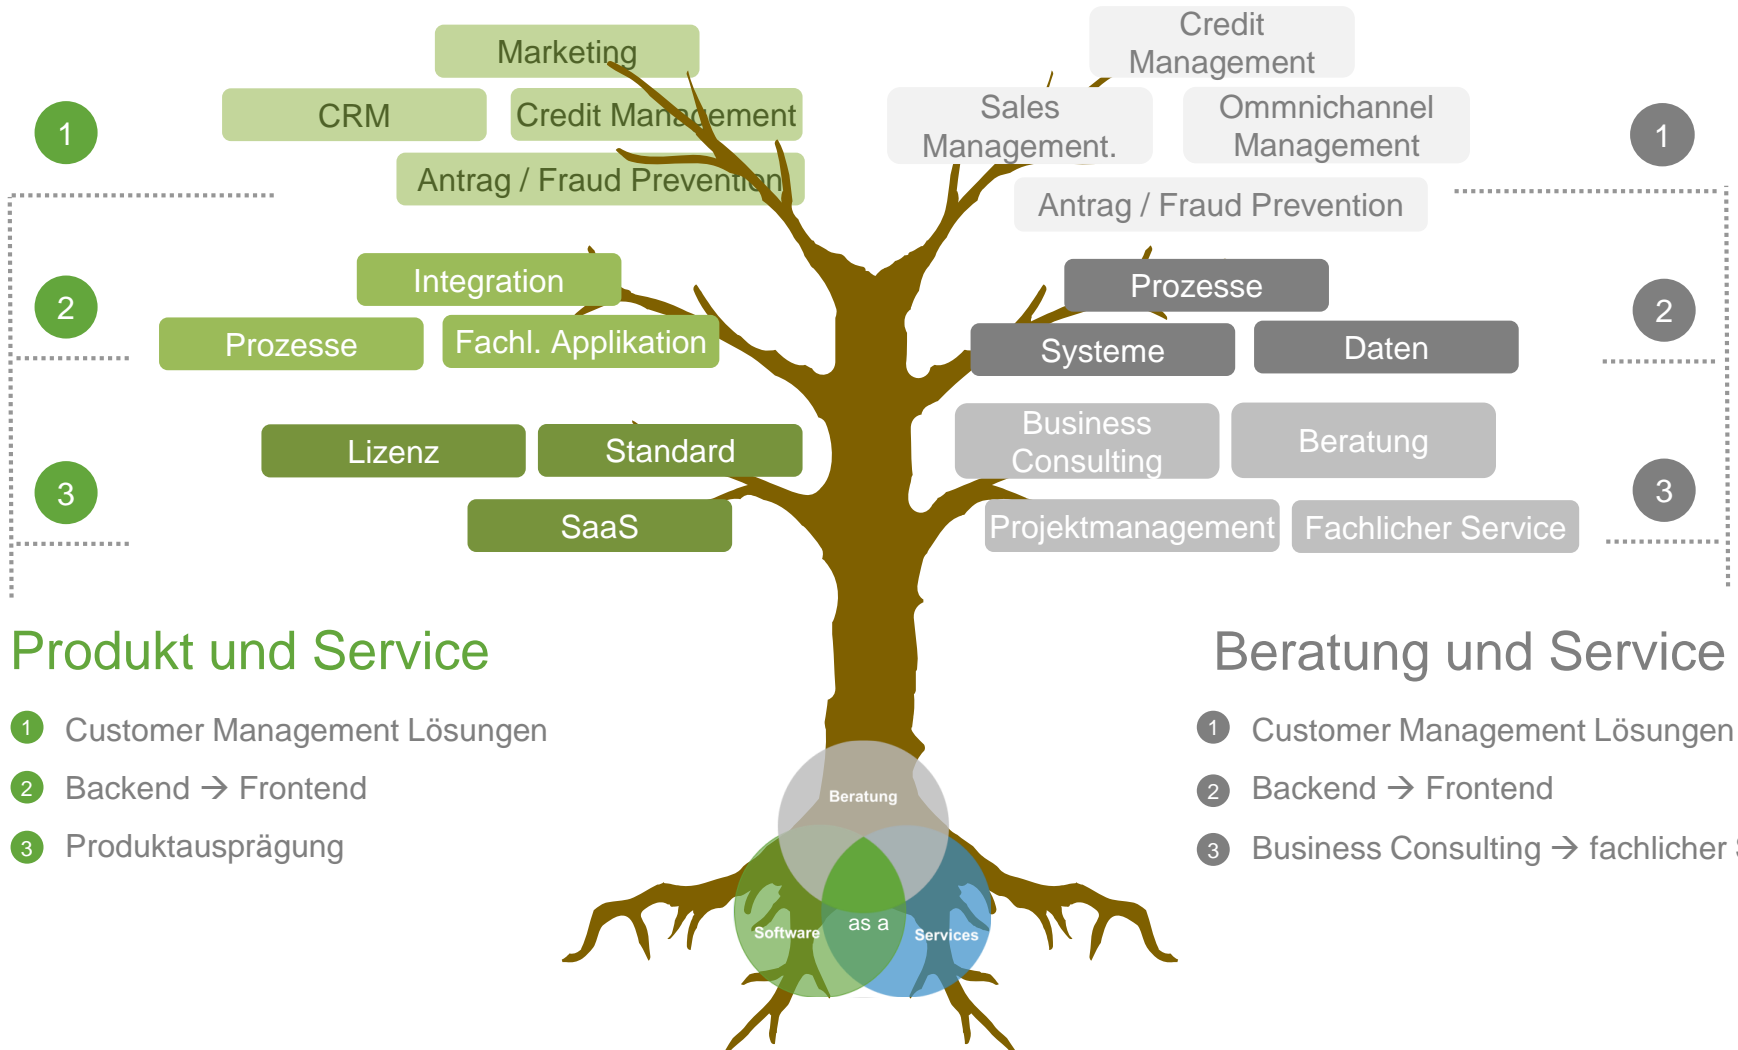 Marketing
CRM
Credit Management
Antrag / Fraud Prevention
1
Integration
Prozesse
Fachl. Applikation
2
Lizenz
Standard
SaaS
3
Credit
Management
Sales
Management.
Ommnichannel
Management
Antrag / Fraud Prevention
1
Prozesse
Systeme
Daten
2
Business
Consulting
Beratung
Projektmanagement
Fachlicher Service
3
Produkt und Service
1 Customer Management Lösungen
2 Backend → Frontend
3 Produktausprägung
Beratung und Service
1 Customer Management Lösungen
2 Backend → Frontend
3 Business Consulting → fachlicher
Beratung
Software
as a
Services